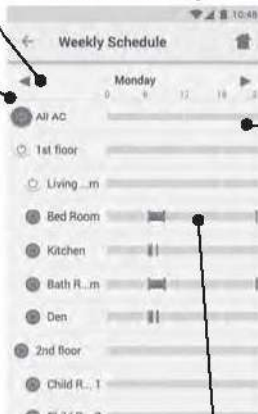 10:48
Weekly Schedule
Monday
0 6 12 18
All AC
1st floor
Living ...m
Bed Room
Kitchen
Bath R...m
Den
2nd floor
Child R... 1